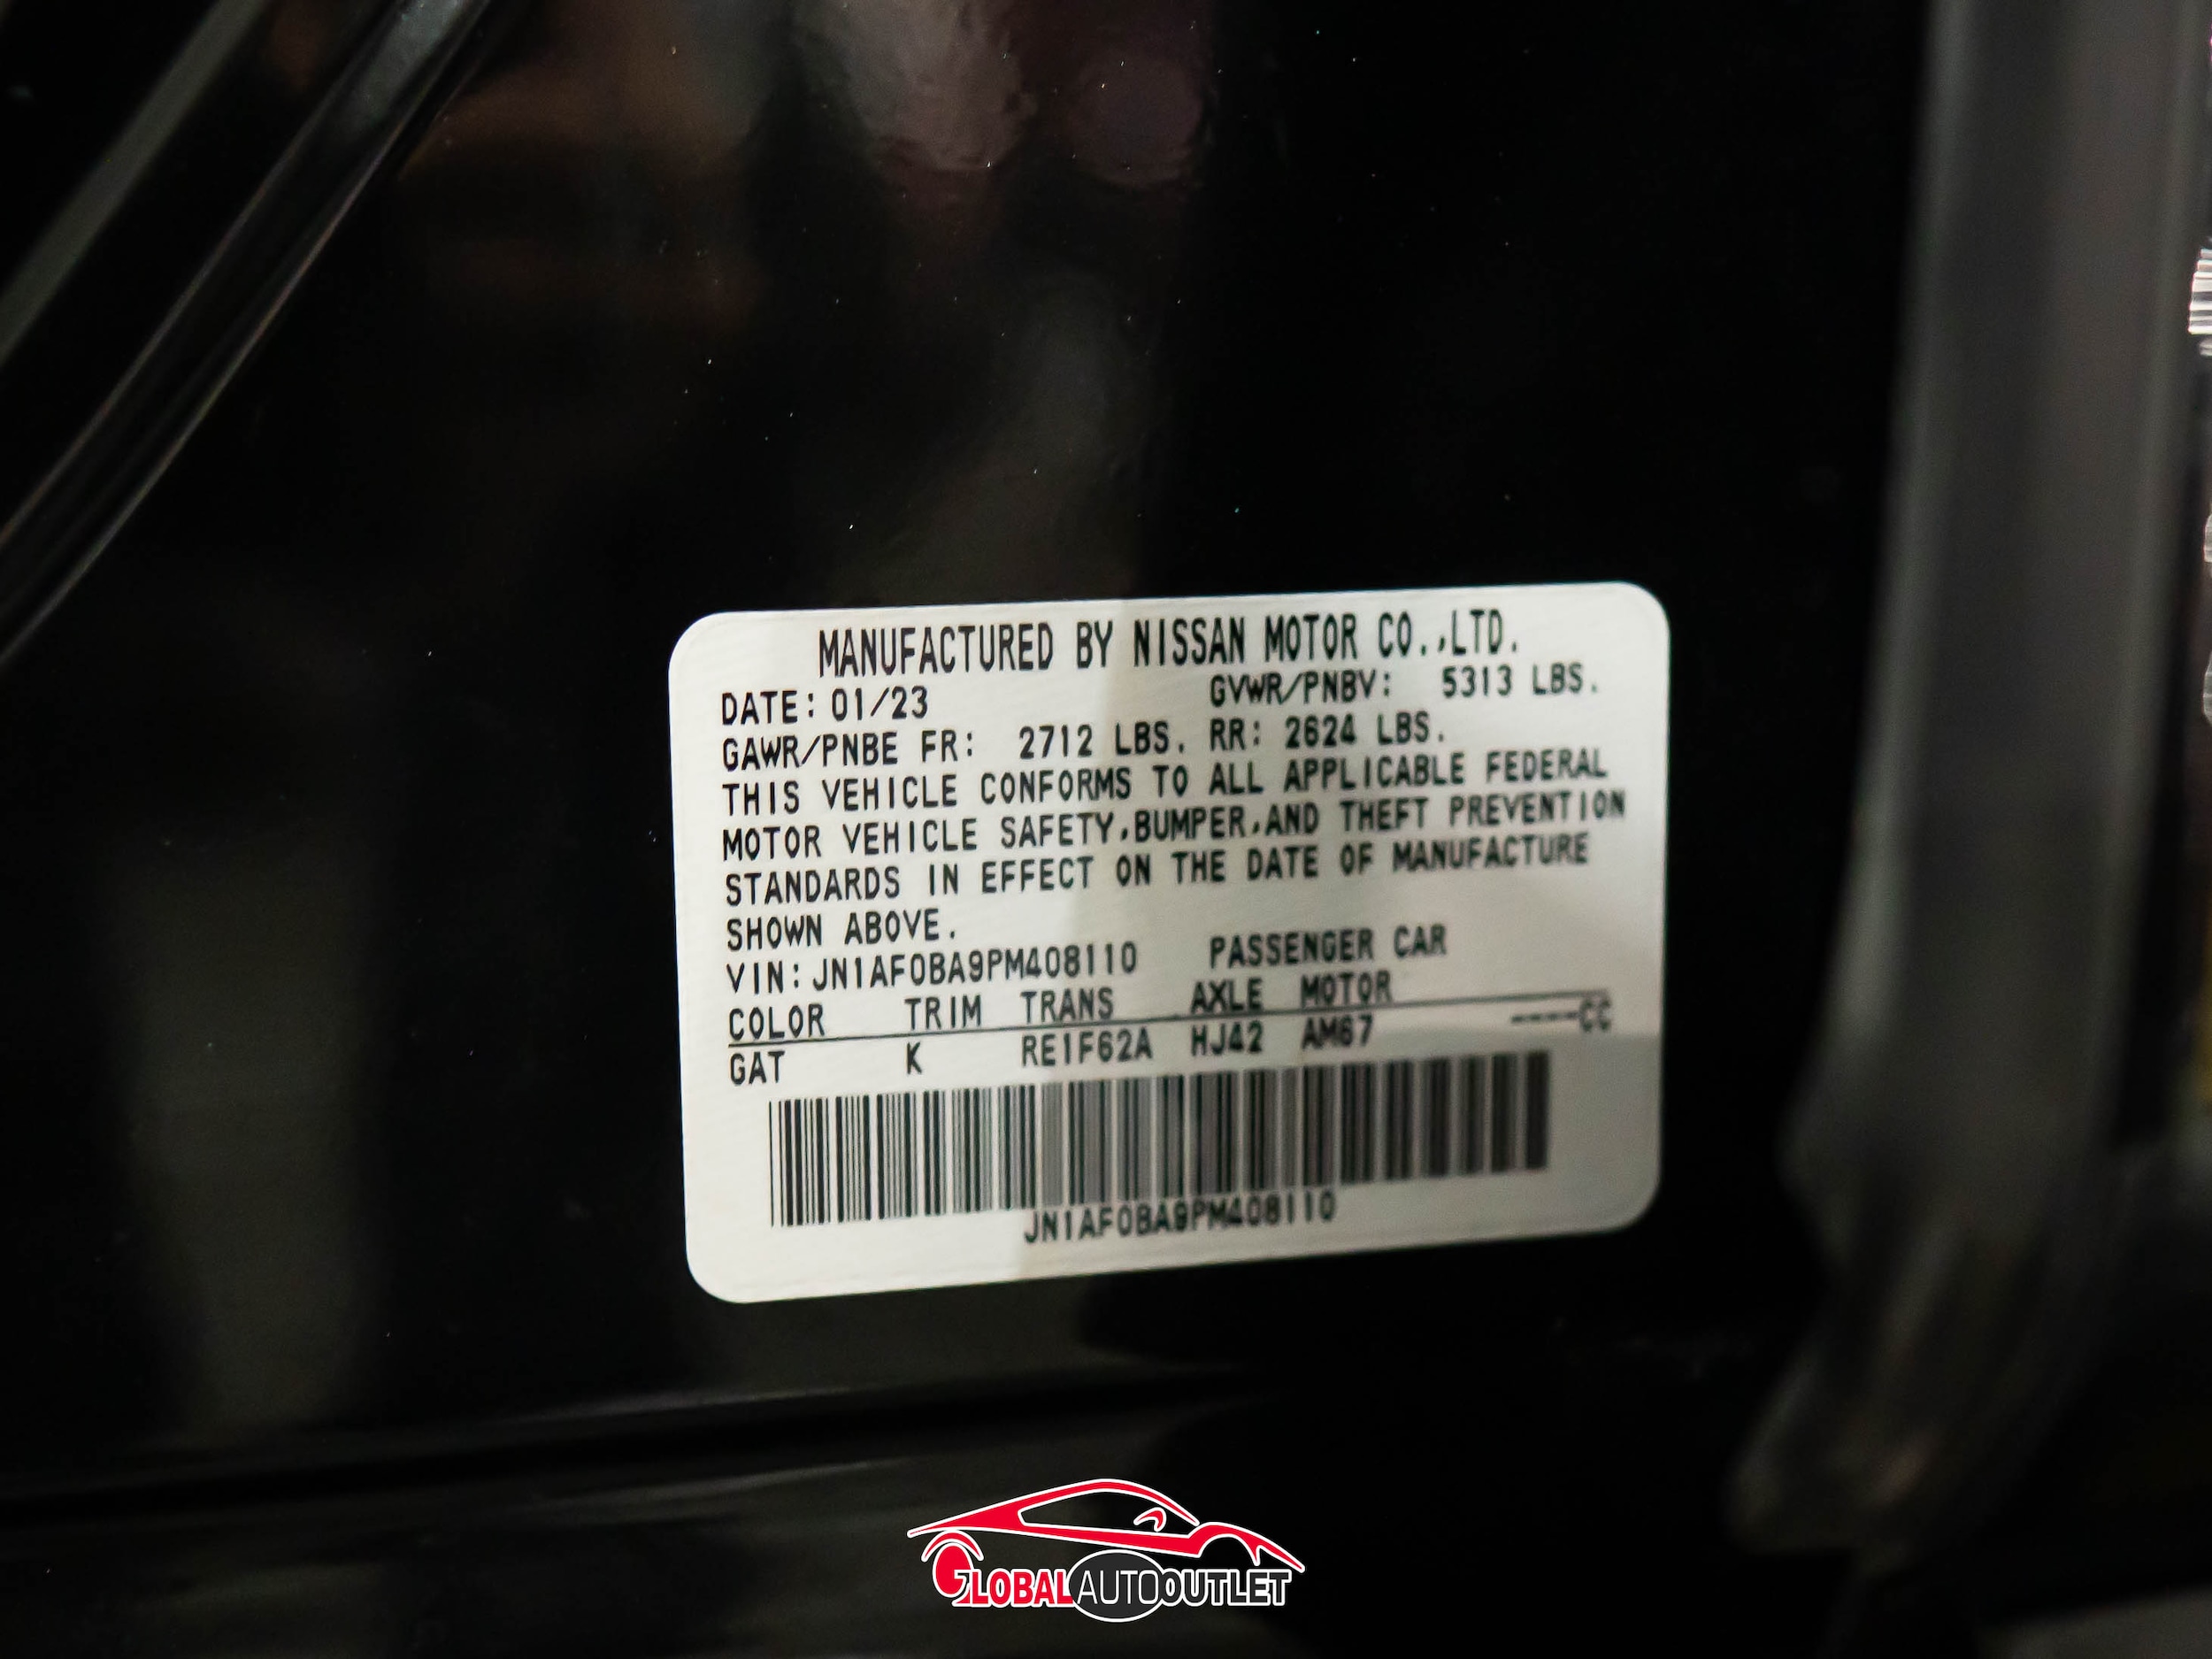 MANUFACTURED BY NISSAN MOTOR CO.,LTD.
DATE: 01/23 GVWR/PNBV: 5313 LBS.
GAWR/PNBE FR: 2712 LBS. RR: 2624 LBS.
THIS VEHICLE CONFORMS TO ALL APPLICABLE FEDERAL
MOTOR VEHICLE SAFETY,BUMPER,AND THEFT PREVENTION
STANDARDS IN EFFECT ON THE DATE OF MANUFACTURE
SHOWN ABOVE.
VIN:JN1AF0BA9PM408110 PASSENGER CAR
COLOR TRIM TRANS AXLE MOTOR
GAT K RE1F62A HJ42 AM67 ----CC
JN1AF0BA9PM408110
GLOBALAUTOOUTLET